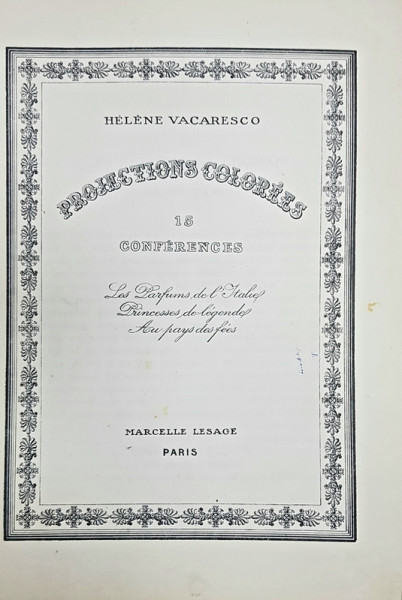 HÉLÈNE VACARESCO
PROJECTIONS COLORÉES
15
CONFÉRENCES
Les Parfums de l'Italie
Princesses de légende
Au pays des fées
MARCELLE LESAGE
PARIS